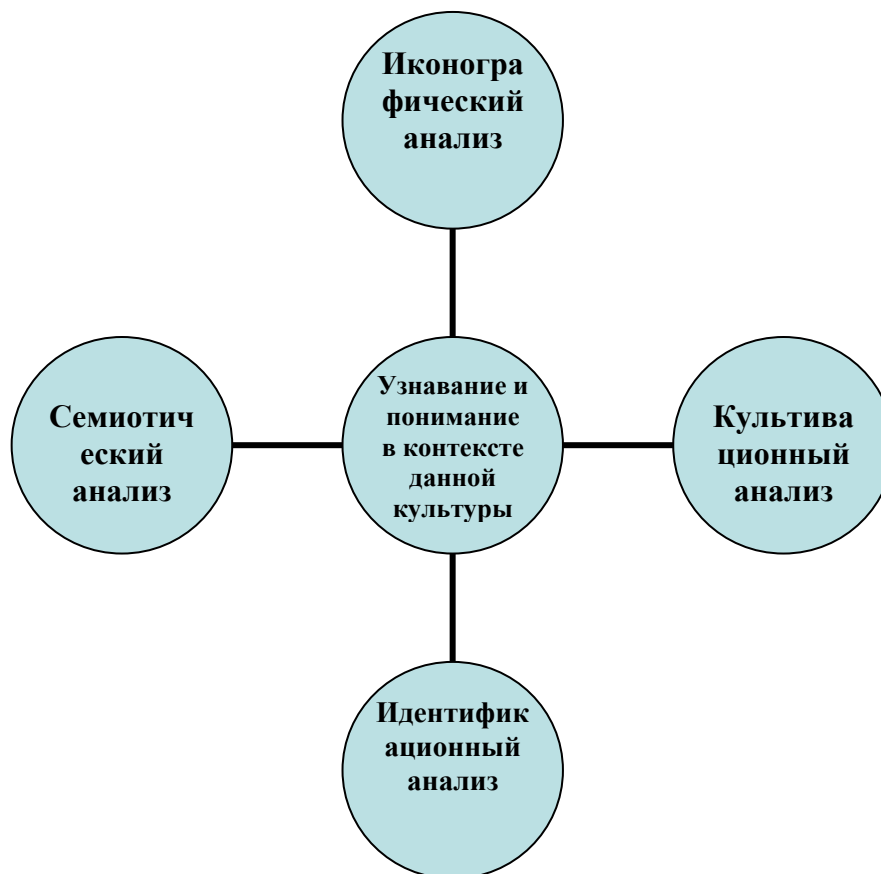 Иконогра
фический
анализ
Семиотич
еский
анализ
Узнавание и
понимание
в контексте
данной
культуры
Культива
ционный
анализ
Идентифик
ационный
анализ